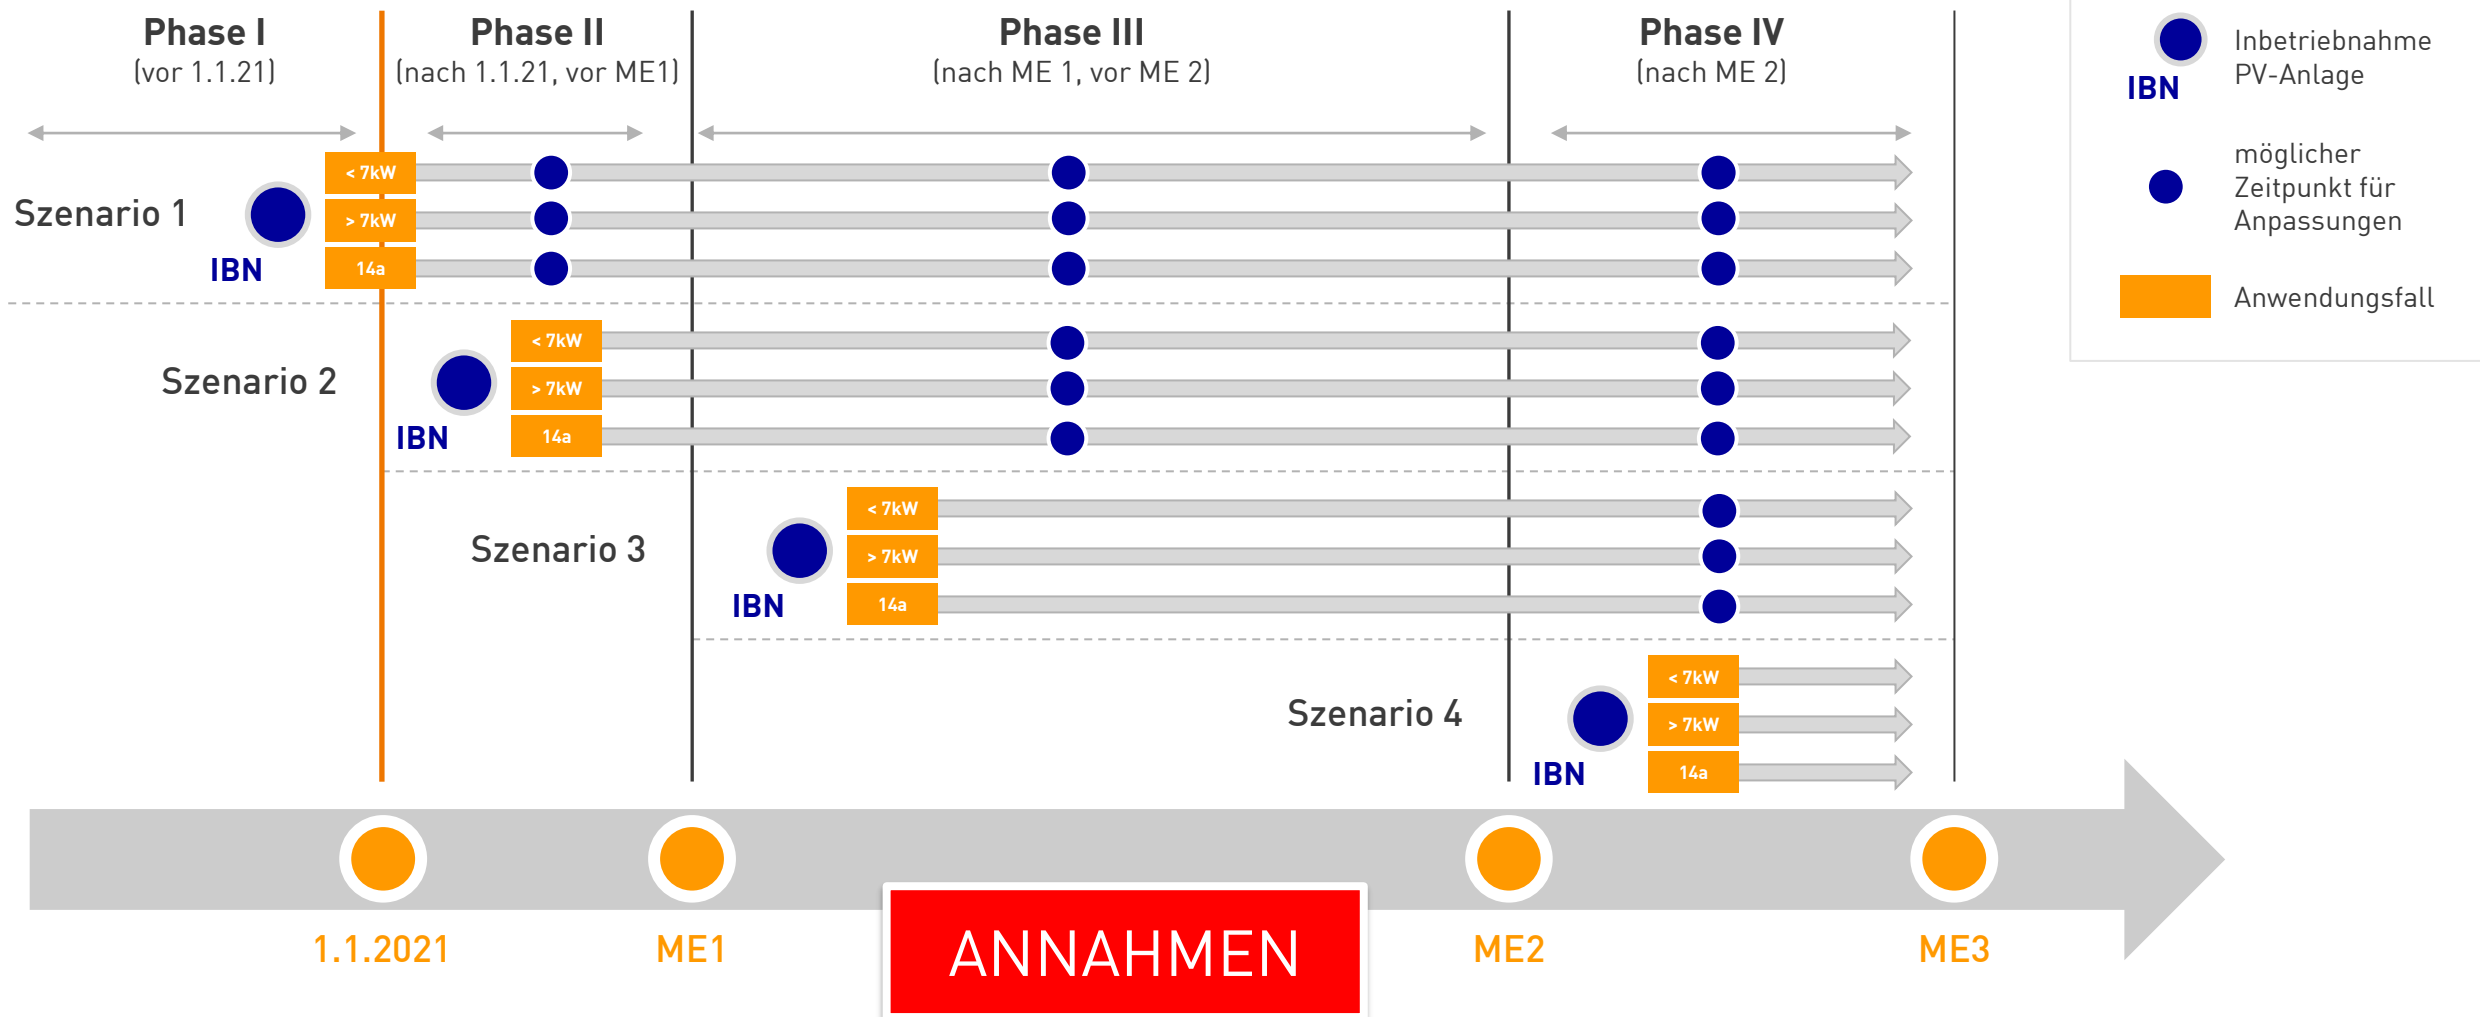 Phase I
(vor 1.1.21)
Phase II
(nach 1.1.21, vor ME1)
Phase III
(nach ME 1, vor ME 2)
Phase IV
(nach ME 2)
IBN
Inbetriebnahme
PV-Anlage
möglicher
Zeitpunkt für
Anpassungen
Anwendungsfall
Szenario 1
IBN
< 7kW
> 7kW
14a
Szenario 2
IBN
< 7kW
> 7kW
14a
Szenario 3
IBN
< 7kW
> 7kW
14a
Szenario 4
IBN
< 7kW
> 7kW
14a
1.1.2021
ME1
ANNAHMEN
ME2
ME3